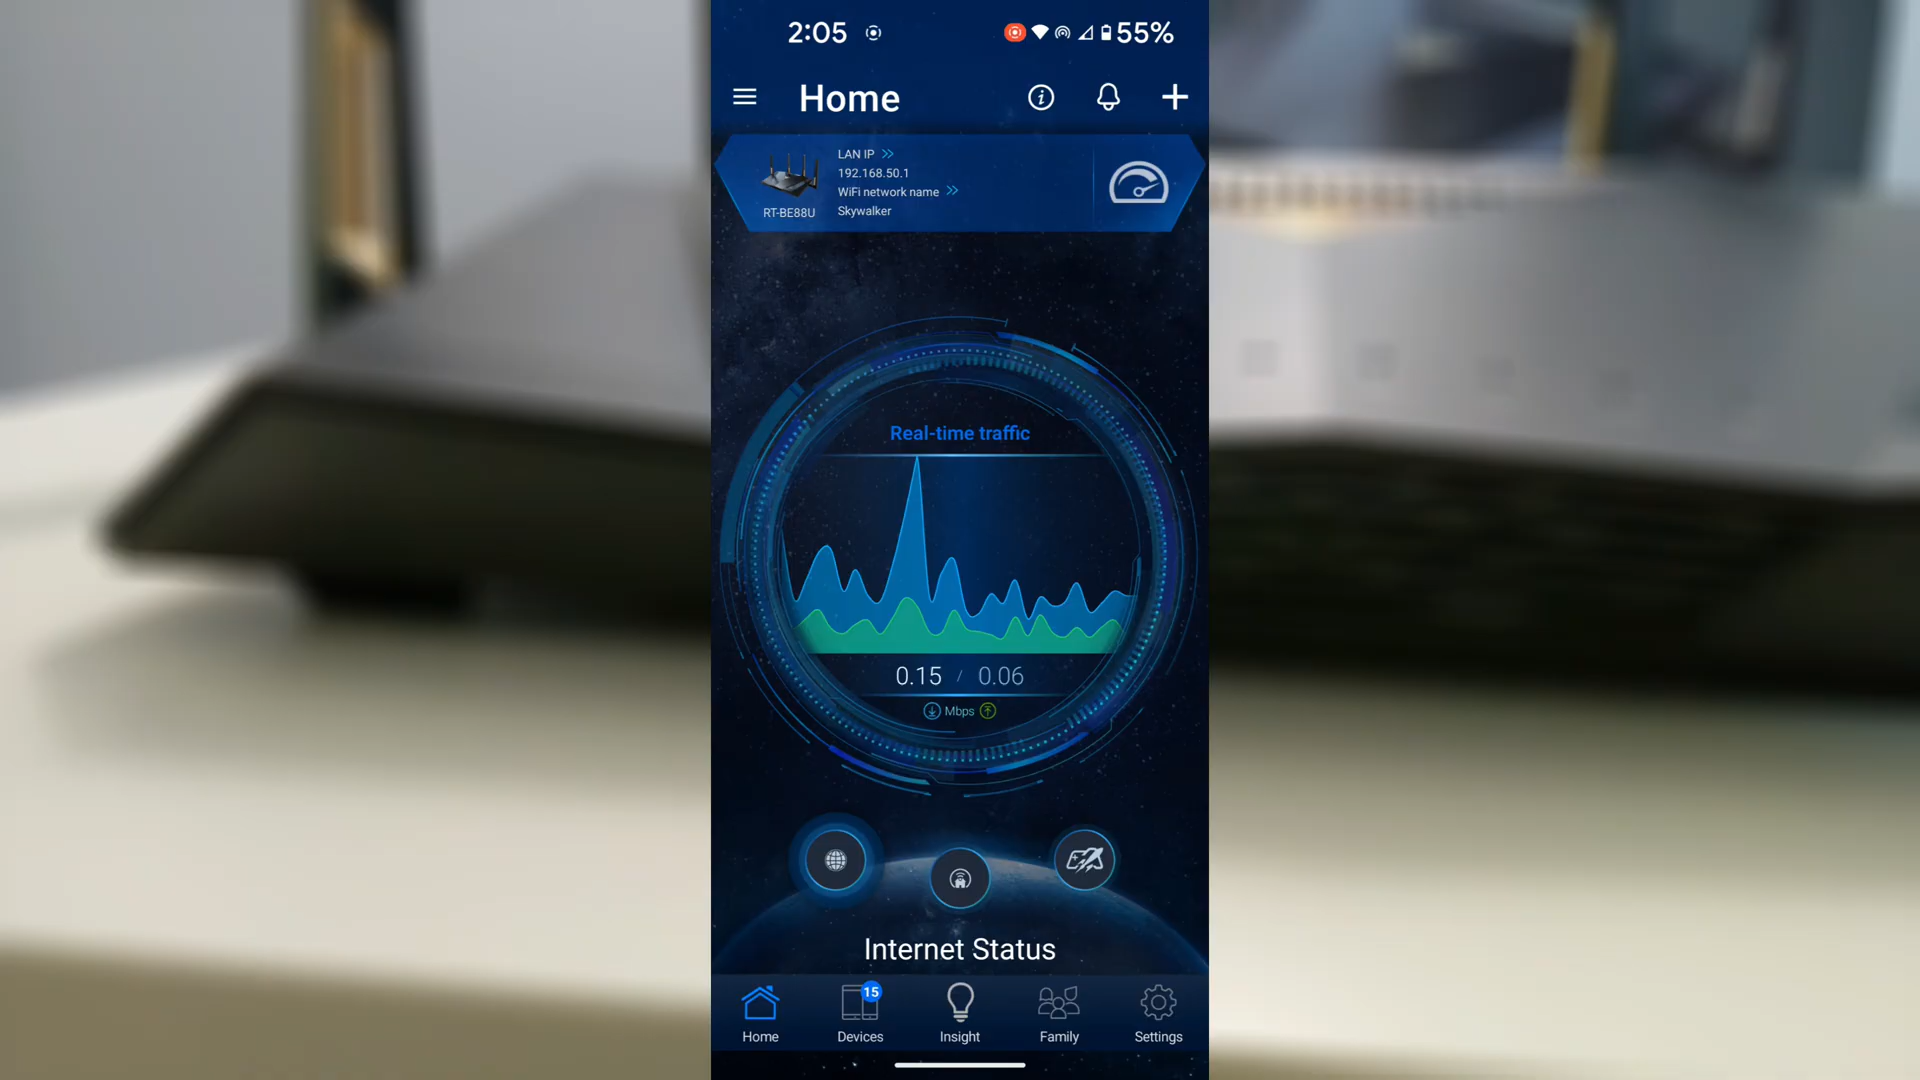 2:05
55%
Home
LAN IP
192.168.50.1
WiFi network name
Skywalker
RT-BE88U
Real-time traffic
0.15 / 0.06
Mbps
Internet Status
15
Home
Devices
Insight
Family
Settings